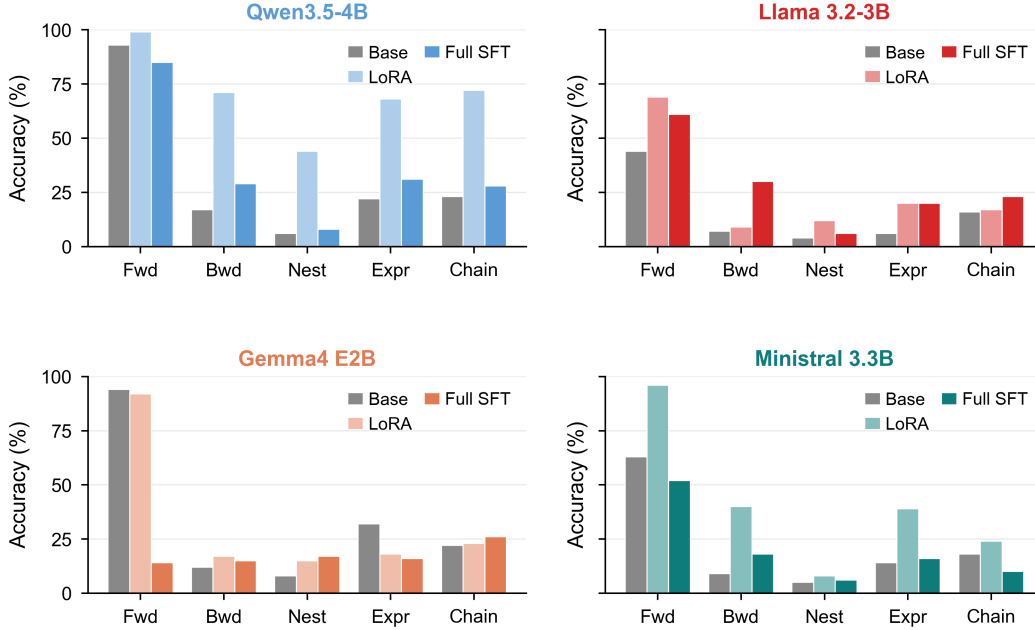 Qwen3.5-4B
Accuracy (%)
100
75
50
25
0
Base
Full SFT
LoRA
Fwd Bwd Nest Expr Chain
Llama 3.2-3B
Accuracy (%)
Base
Full SFT
LoRA
Fwd Bwd Nest Expr Chain
Gemma4 E2B
Accuracy (%)
100
75
50
25
0
Base
Full SFT
LoRA
Fwd Bwd Nest Expr Chain
Ministral 3.3B
Accuracy (%)
Base
Full SFT
LoRA
Fwd Bwd Nest Expr Chain